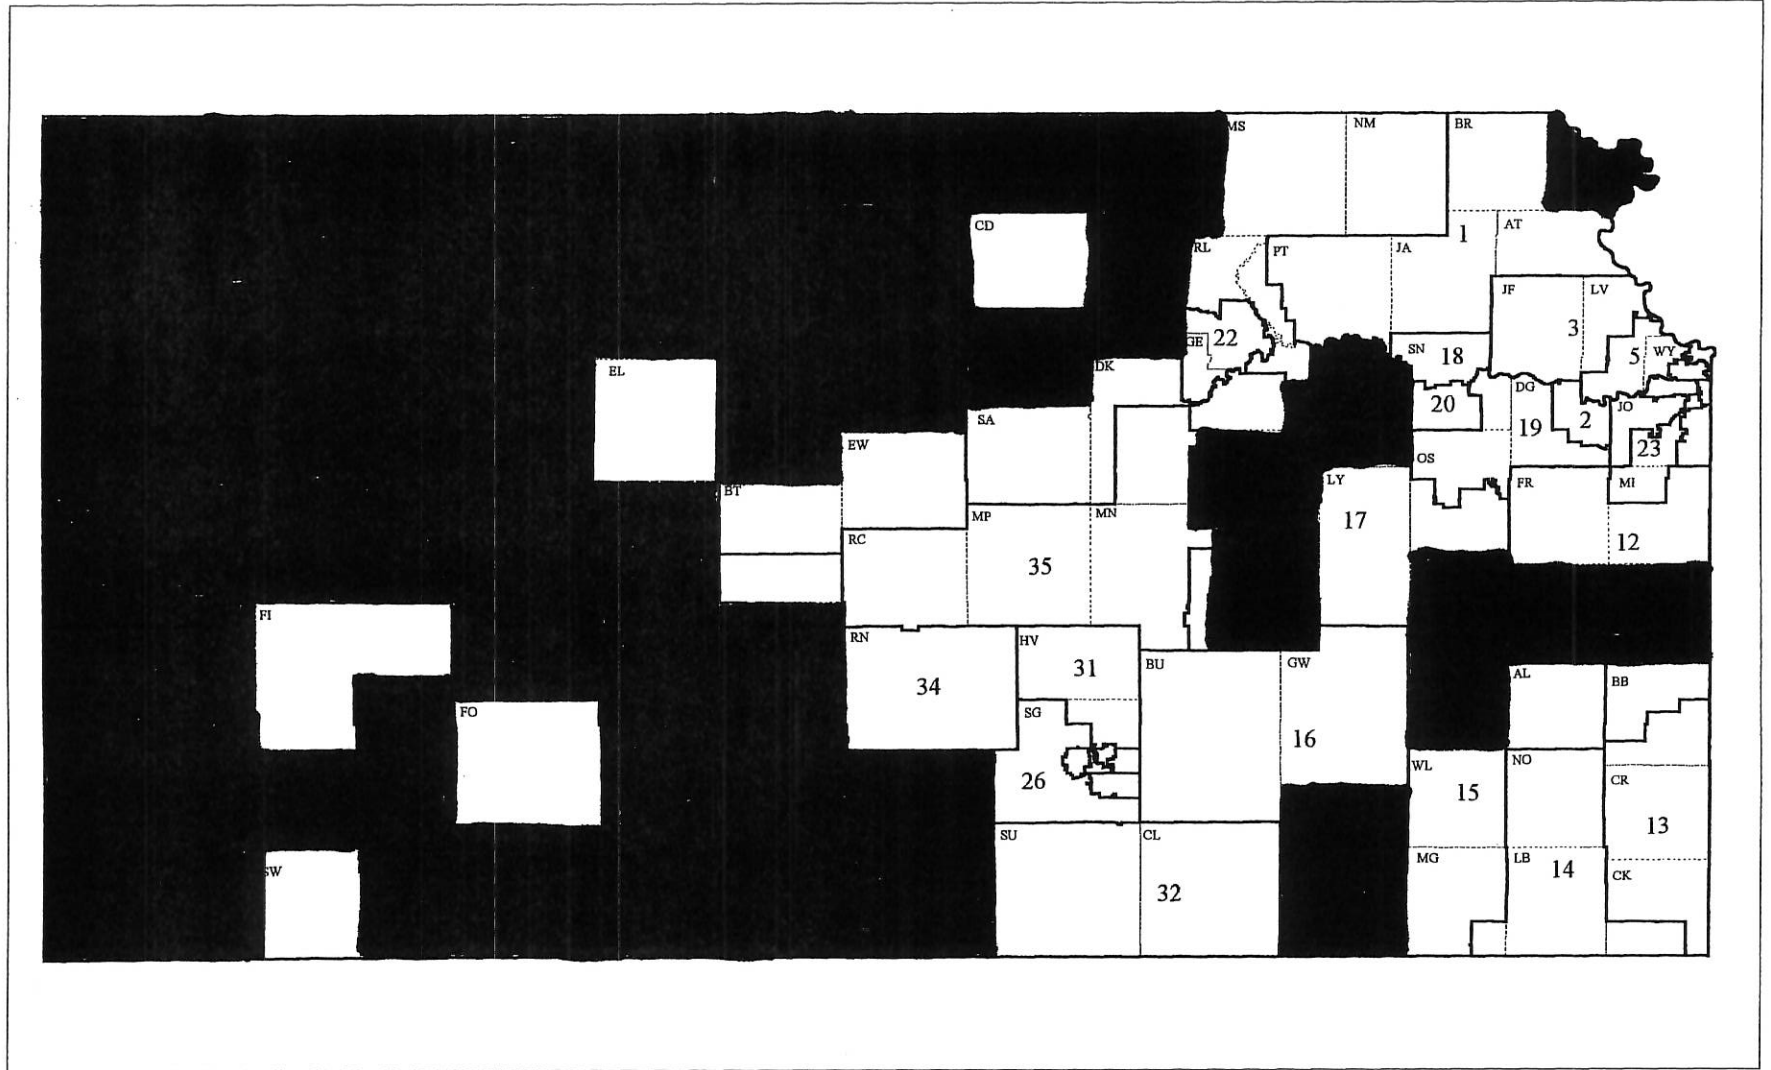 MS NM BR
CD
RL PT JA 1 AT
JF LV
3
GE 22 SN 18 5 WY
EL DK
20 DG 2 JO
SA 19
EW 23
OS
BT LY FR MI
MP MN 17
RC 12
35
FI
RN HV
31 BU GW
34 AL BB
FO SG
16
26 WL NO
15 CR
SU CL 13
SW MG LB 14 CK
32